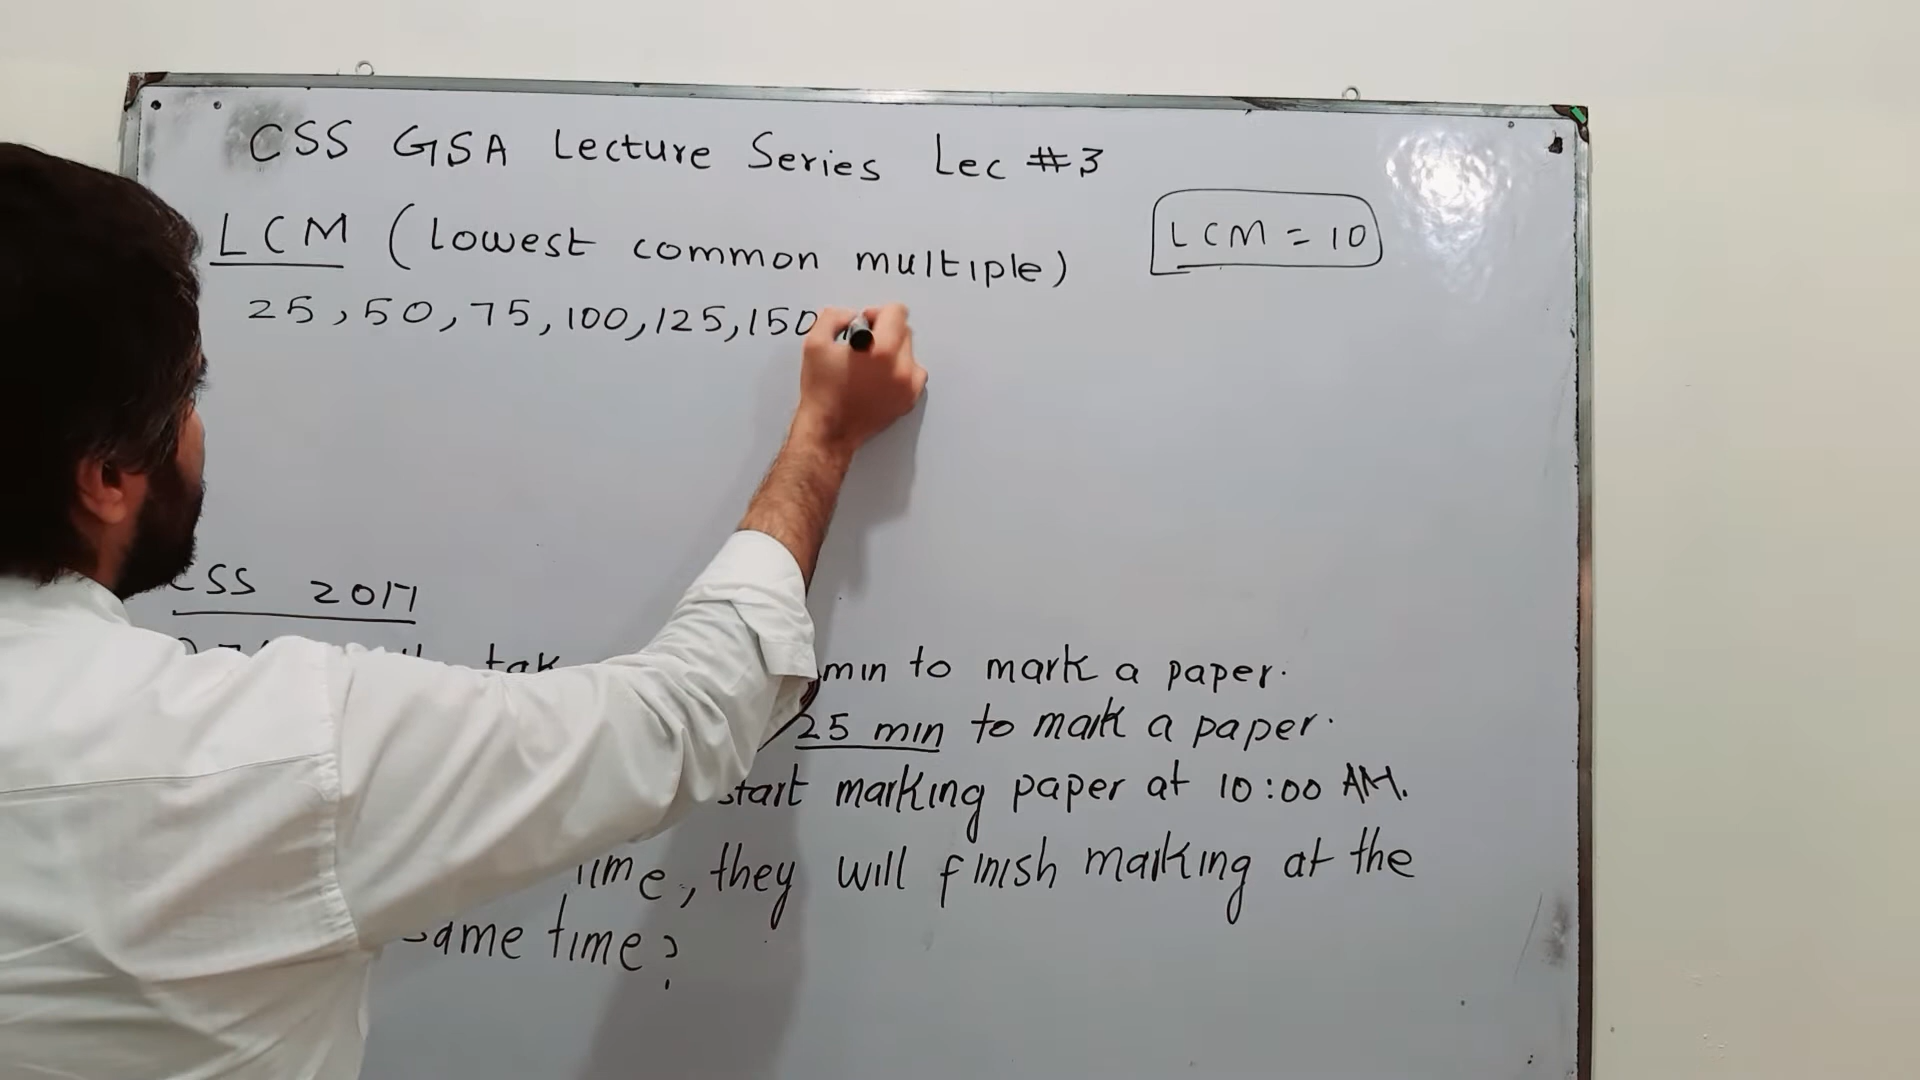 CSS GSA Lecture Series Lec #3
LCM (lowest common multiple)
LCM = 10
25, 50, 75, 100, 125, 150
CSS 2017
min to mark a paper.
25 min to mark a paper.
start marking paper at 10:00 AM.
time, they will finish marking at the
same time?